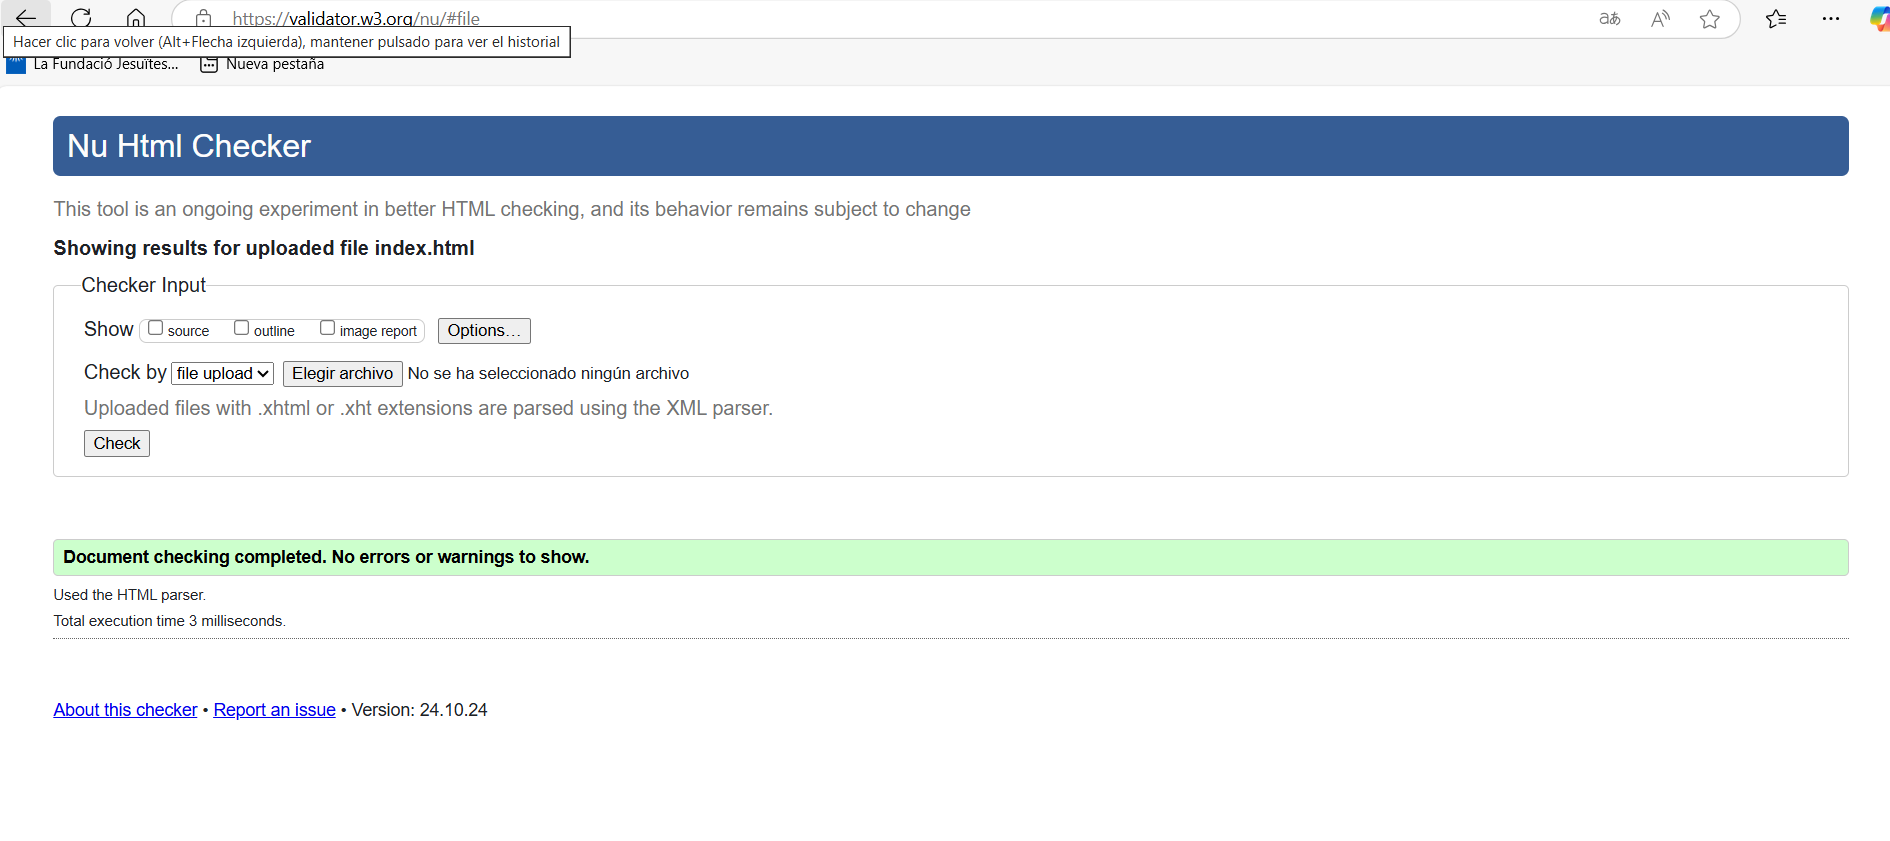 https://validator.w3.org/nu/#file
Hacer clic para volver (Alt+Flecha izquierda), mantener pulsado para ver el historial
La Fundació Jesuïtes... Nueva pestaña
Nu Html Checker
This tool is an ongoing experiment in better HTML checking, and its behavior remains subject to change
Showing results for uploaded file index.html
Checker Input
Show source outline image report Options...
Check by file upload Elegir archivo No se ha seleccionado ningún archivo
Uploaded files with .xhtml or .xht extensions are parsed using the XML parser.
Check
Document checking completed. No errors or warnings to show.
Used the HTML parser.
Total execution time 3 milliseconds.
About this checker • Report an issue • Version: 24.10.24